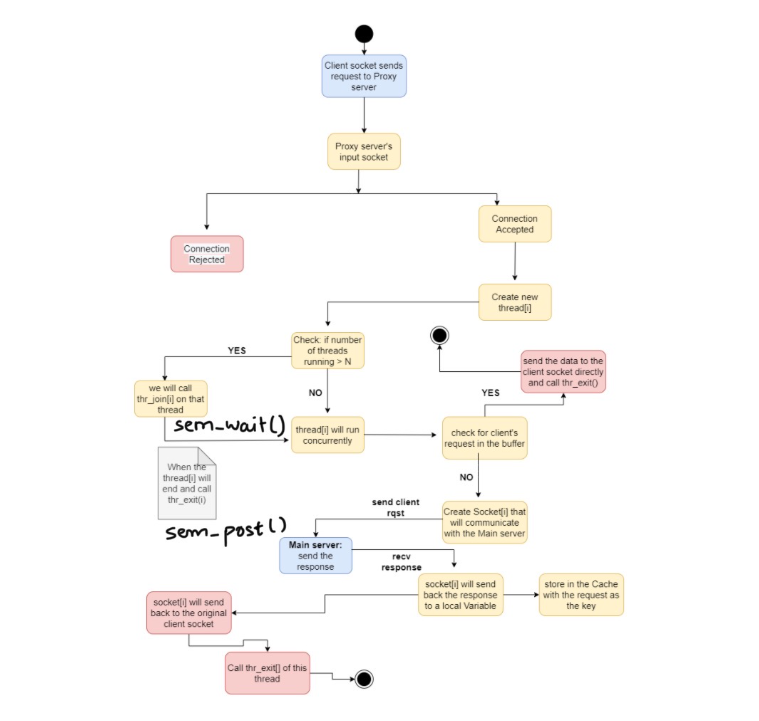 Client socket sends
request to Proxy
server
Proxy server's
input socket
Connection
Rejected
Connection
Accepted
Create new
thread[i]
Check: if number
of threads
running > N
YES
NO
we will call
thr_join[i] on that
thread
sem_wait()
thread[i] will run
concurrently
When the
thread[i] will
end and call
thr_exit(i)
sem_post()
check for client's
request in the buffer
YES
send the data to the
client socket directly
and call thr_exit()
NO
Create Socket[i] that
will communicate
with the Main server
send client
rqst
Main server:
send the
response
recv
response
socket[i] will send
back the response
to a local Variable
store in the Cache
with the request as
the key
socket[i] will send
back to the original
client socket
Call thr_exit[] of this
thread